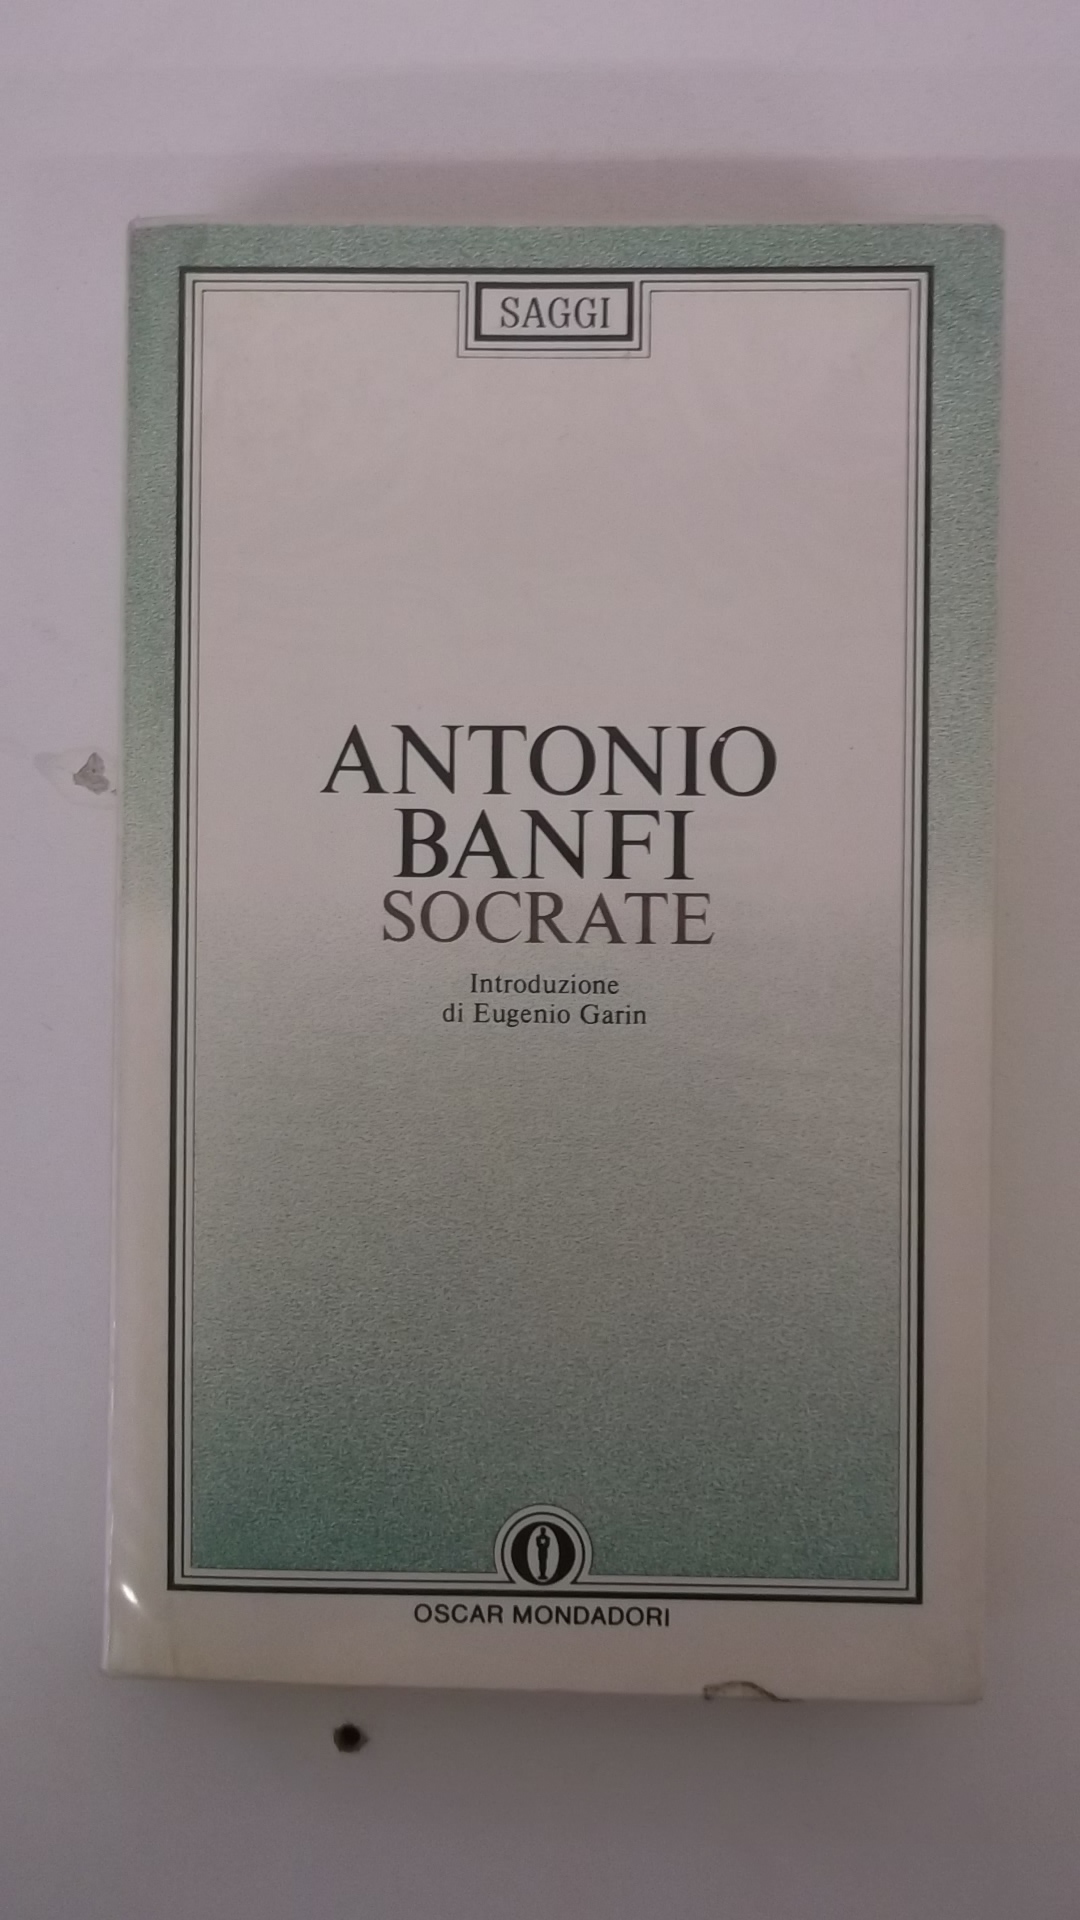 SAGGI
ANTONIO
BANFI
SOCRATE
Introduzione
di Eugenio Garin
OSCAR MONDADORI